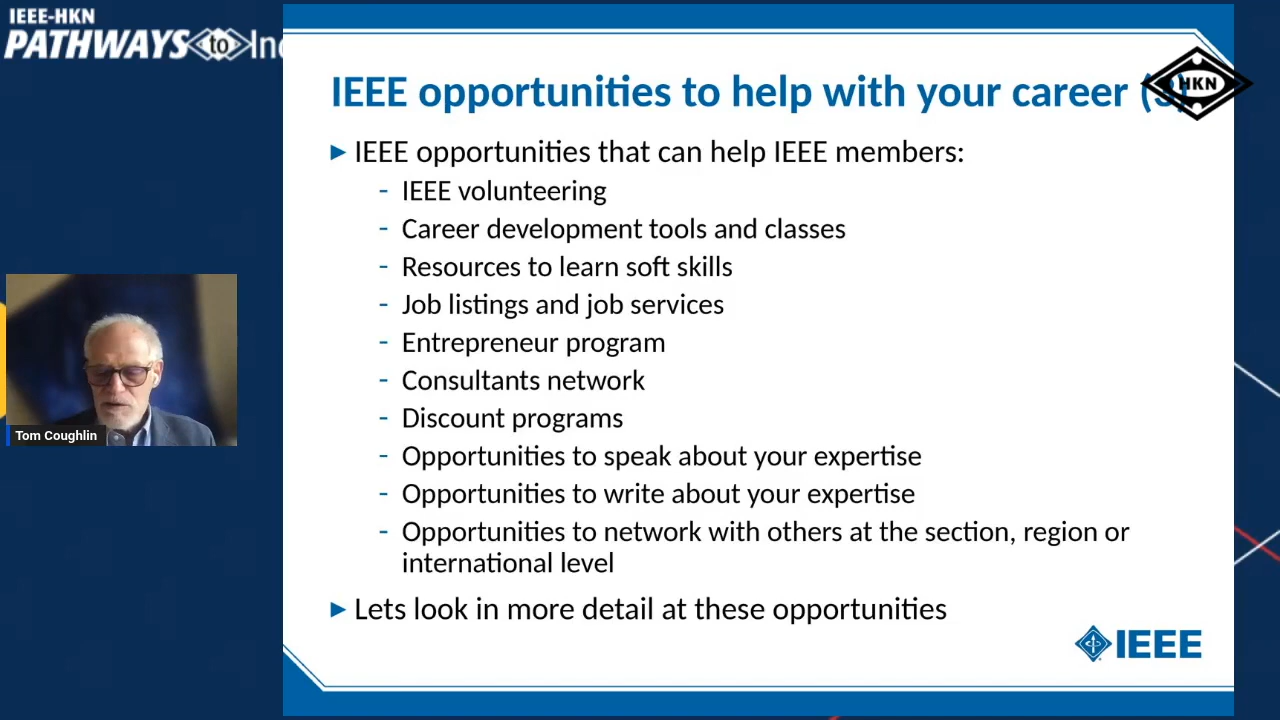 IEEE-HKN
PATHWAYS to In
IEEE opportunities to help with your career (3)
HKN
► IEEE opportunities that can help IEEE members:
- IEEE volunteering
- Career development tools and classes
- Resources to learn soft skills
- Job listings and job services
- Entrepreneur program
- Consultants network
- Discount programs
- Opportunities to speak about your expertise
- Opportunities to write about your expertise
- Opportunities to network with others at the section, region or
international level
► Lets look in more detail at these opportunities
Tom Coughlin
IEEE